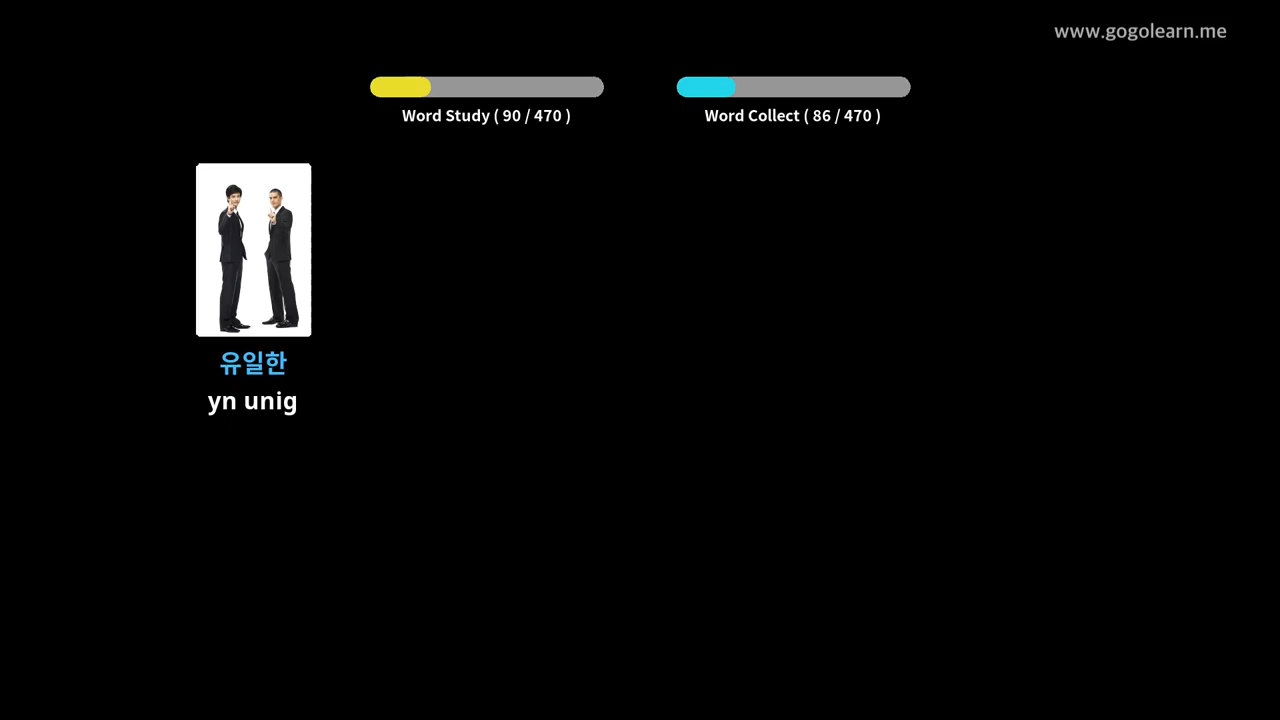 www.gogolearn.me
Word Study ( 90 / 470 )
Word Collect ( 86 / 470 )
유일한
yn unig